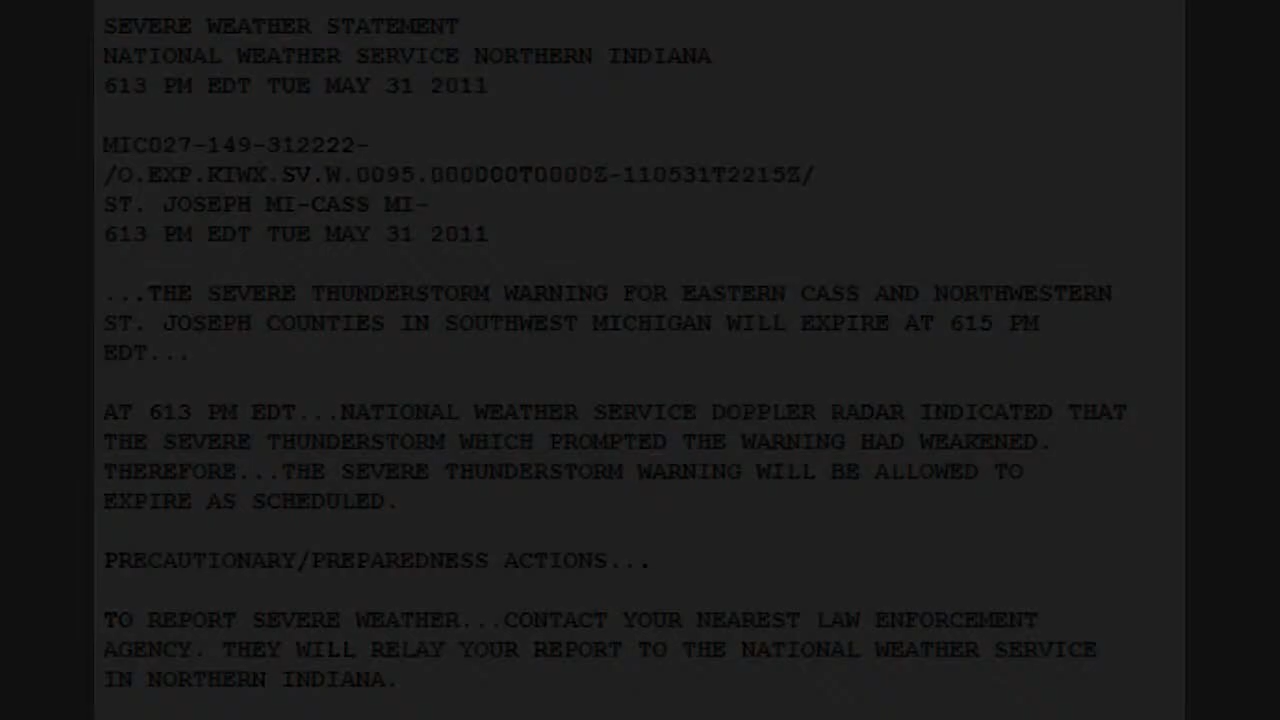 SEVERE WEATHER STATEMENT
NATIONAL WEATHER SERVICE NORTHERN INDIANA
613 PM EDT TUE MAY 31 2011
MIC027-149-312222-
/O.EXP.KIWX.SV.W.0095.000000T0000Z-110531T2215Z/
ST. JOSEPH MI-CASS MI-
613 PM EDT TUE MAY 31 2011
...THE SEVERE THUNDERSTORM WARNING FOR EASTERN CASS AND NORTHWESTERN
ST. JOSEPH COUNTIES IN SOUTHWEST MICHIGAN WILL EXPIRE AT 615 PM
EDT...
AT 613 PM EDT...NATIONAL WEATHER SERVICE DOPPLER RADAR INDICATED THAT
THE SEVERE THUNDERSTORM WHICH PROMPTED THE WARNING HAD WEAKENED.
THEREFORE...THE SEVERE THUNDERSTORM WARNING WILL BE ALLOWED TO
EXPIRE AS SCHEDULED.
PRECAUTIONARY/PREPAREDNESS ACTIONS...
TO REPORT SEVERE WEATHER...CONTACT YOUR NEAREST LAW ENFORCEMENT
AGENCY. THEY WILL RELAY YOUR REPORT TO THE NATIONAL WEATHER SERVICE
IN NORTHERN INDIANA.